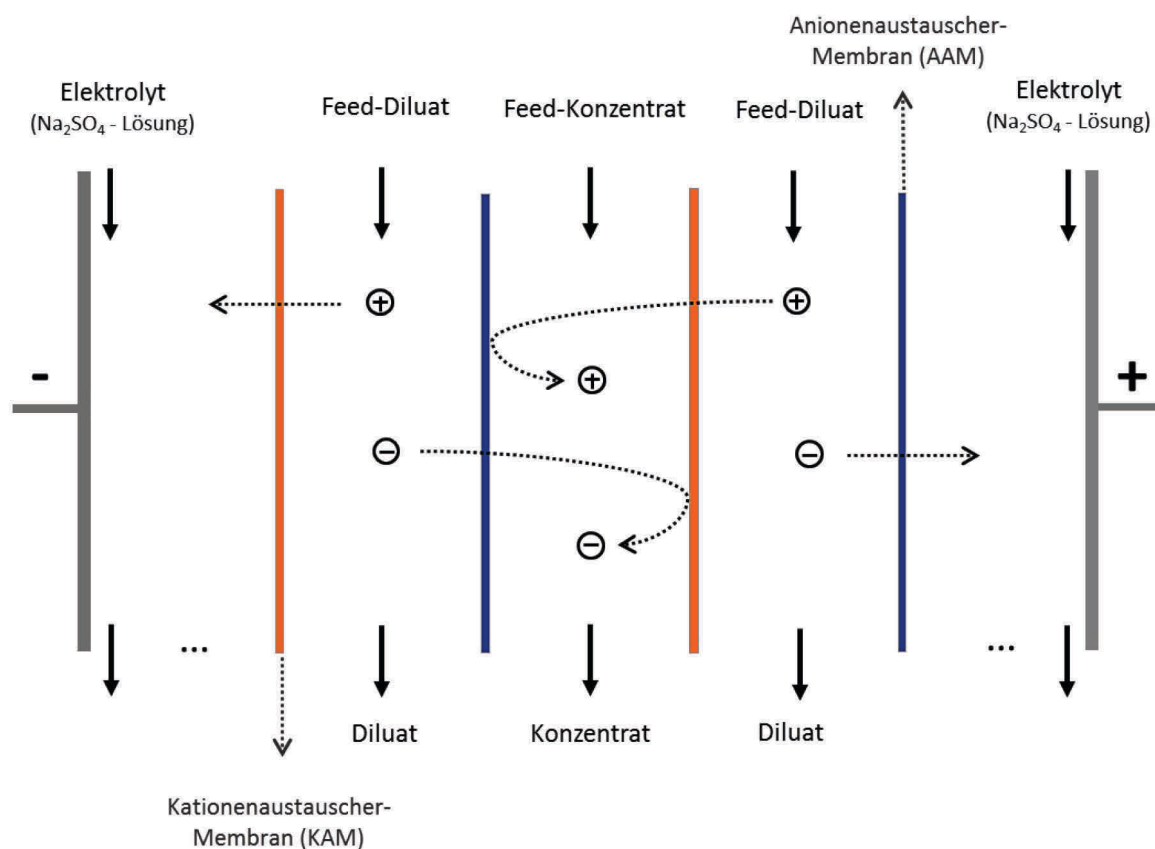 Anionenaustauscher-
Membran (AAM)
Elektrolyt
(Na₂SO₄ - Lösung)
Feed-Diluat
Feed-Konzentrat
Feed-Diluat
Elektrolyt
(Na₂SO₄ - Lösung)
+
+
-
+
+
−
−
−
...
...
Diluat
Konzentrat
Diluat
Kationenaustauscher-
Membran (KAM)